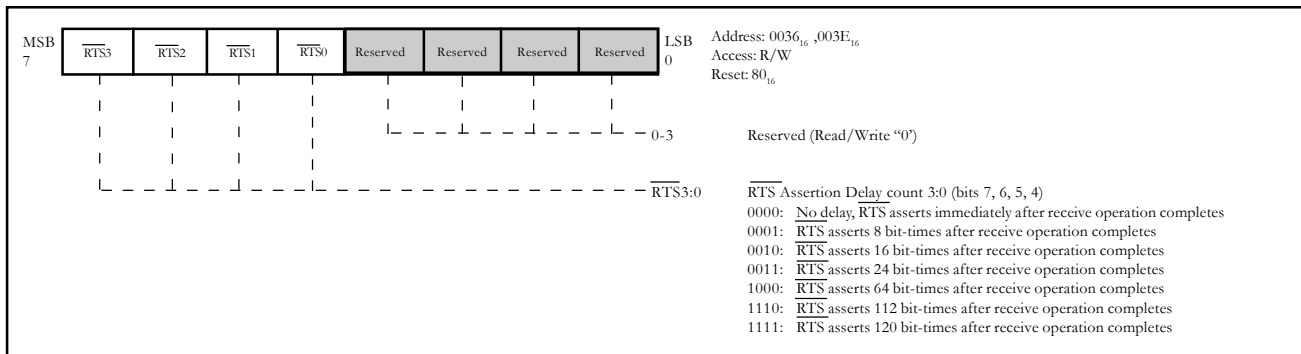 MSB
7
RTS3 RTS2 RTS1 RTS0 Reserved Reserved Reserved Reserved
LSB
0
Address: 0036₁₆ ,003E₁₆
Access: R/W
Reset: 80₁₆
0-3 Reserved (Read/Write “0’)
RTS3:0 RTS Assertion Delay count 3:0 (bits 7, 6, 5, 4)
0000: No delay, RTS asserts immediately after receive operation completes
0001: RTS asserts 8 bit-times after receive operation completes
0010: RTS asserts 16 bit-times after receive operation completes
0011: RTS asserts 24 bit-times after receive operation completes
1000: RTS asserts 64 bit-times after receive operation completes
1110: RTS asserts 112 bit-times after receive operation completes
1111: RTS asserts 120 bit-times after receive operation completes